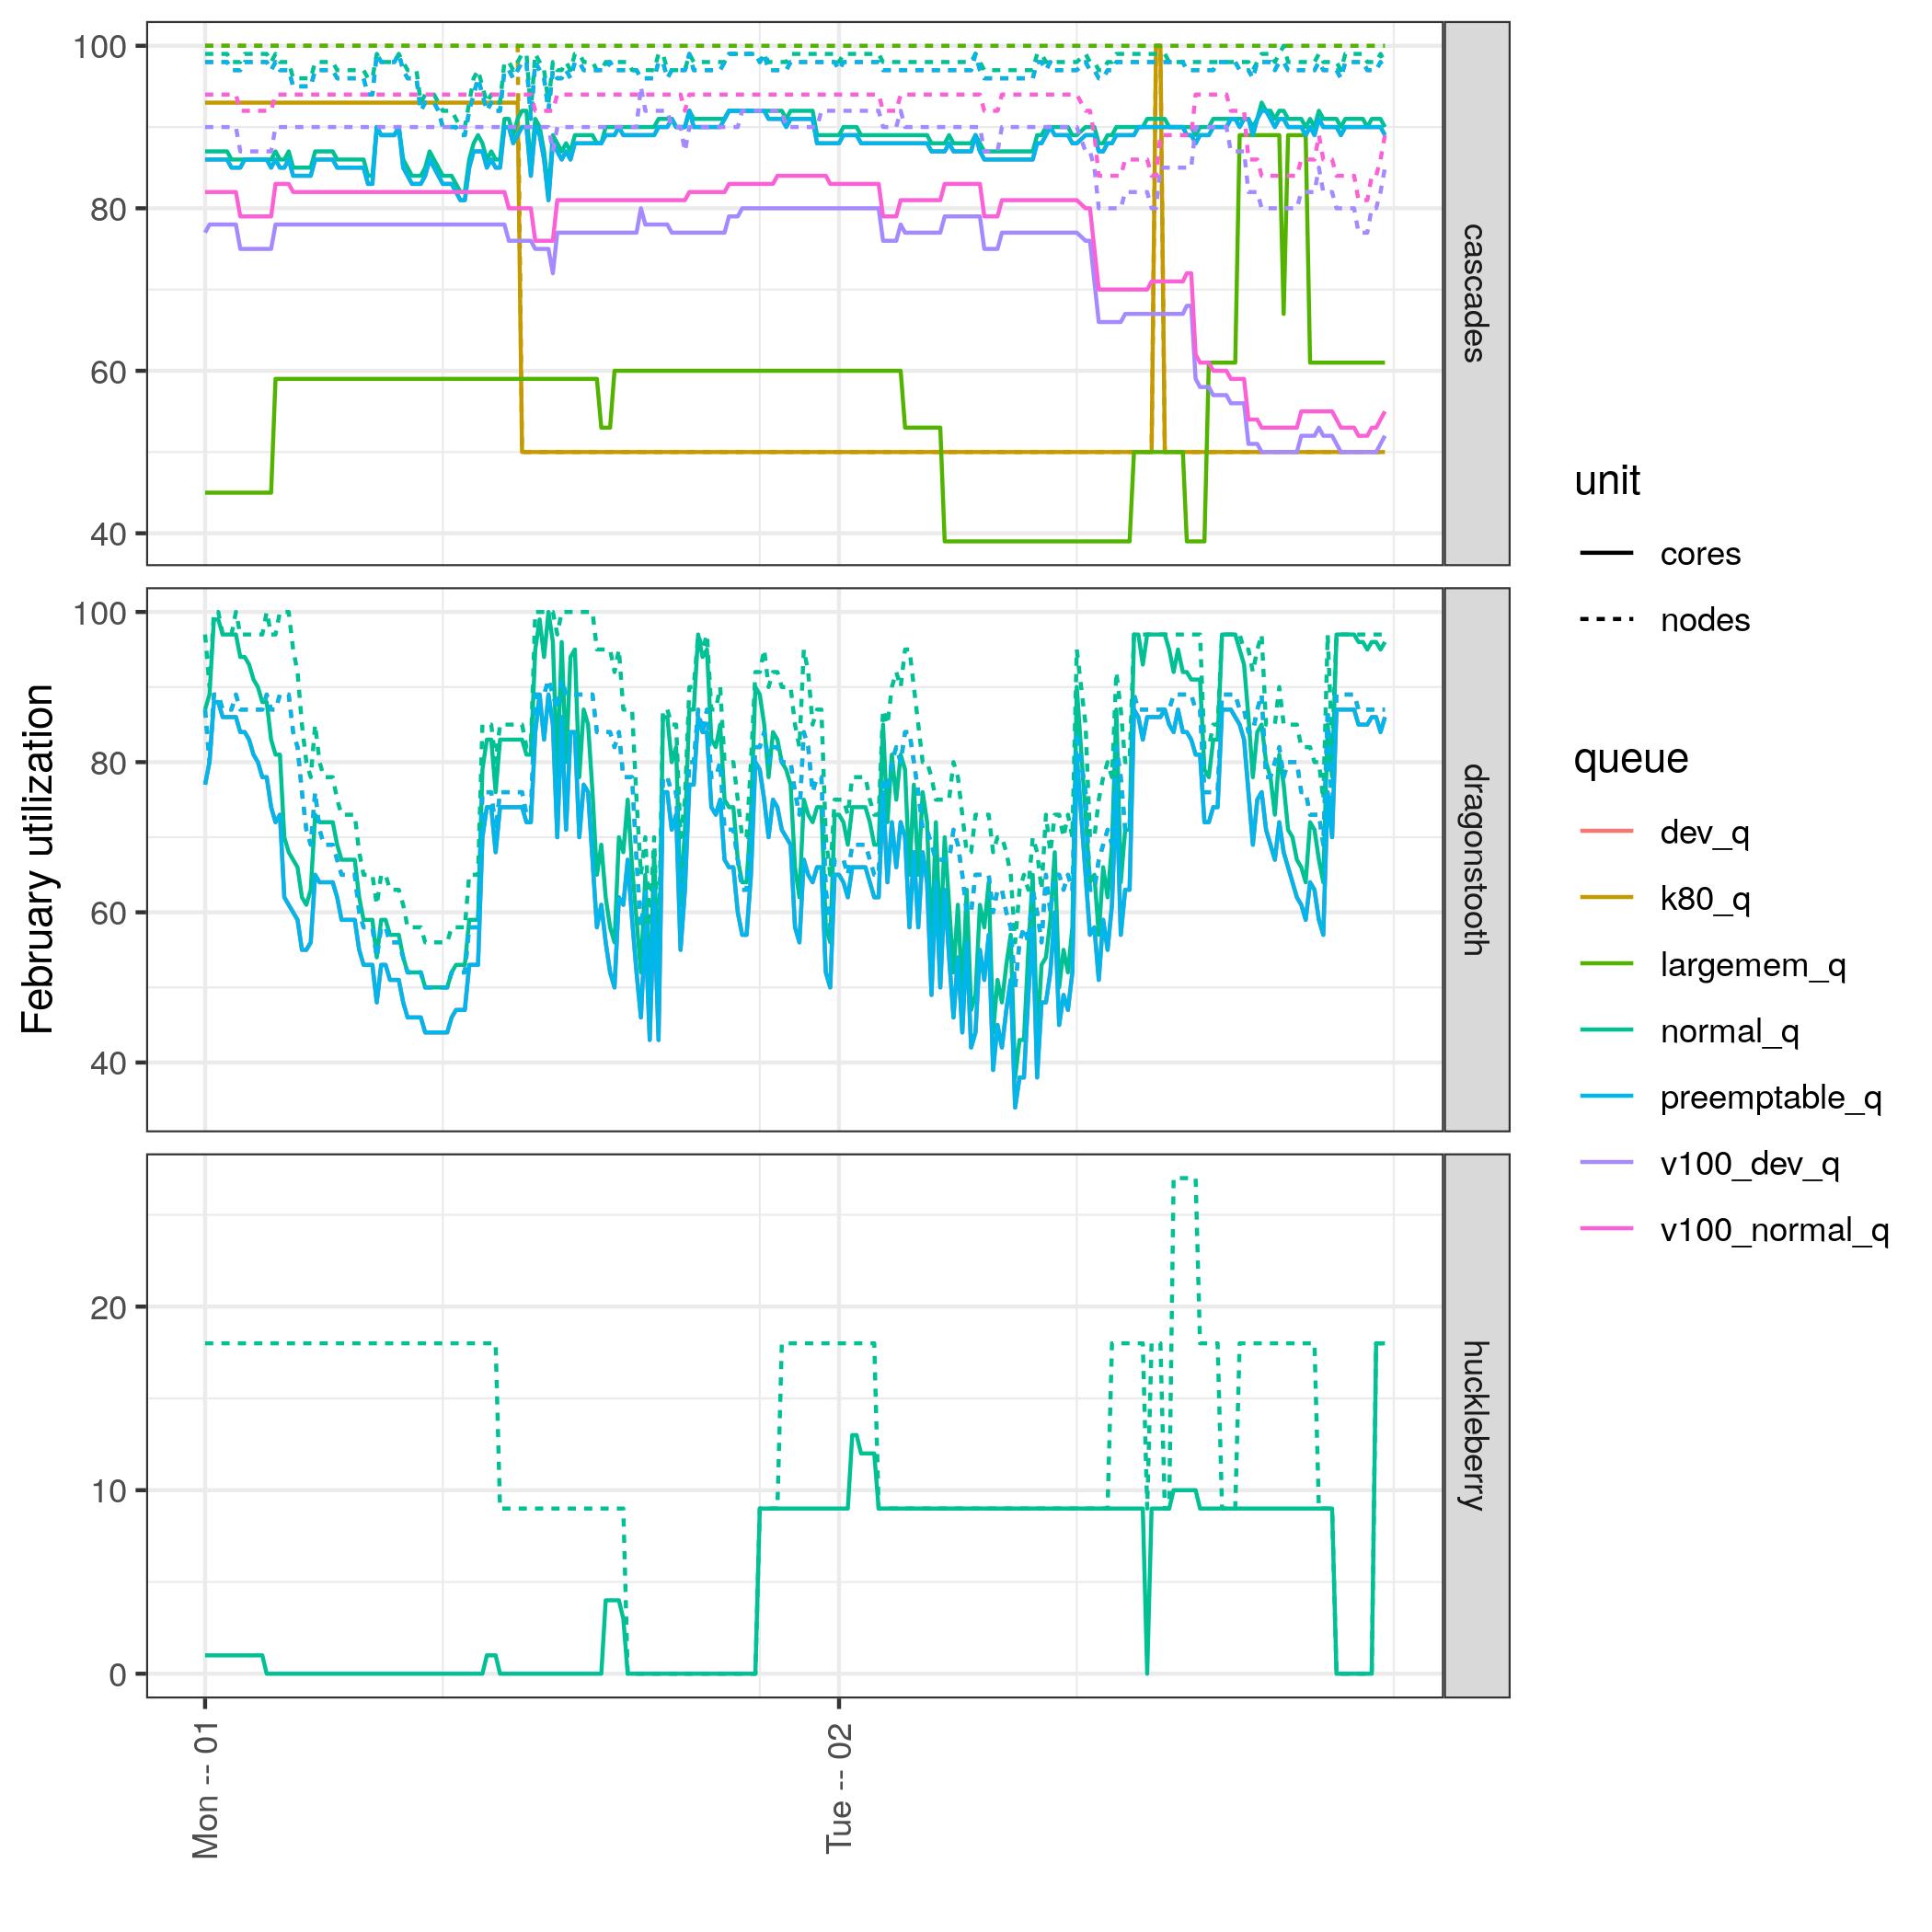 February utilization
100
80
60
40
cascades
100
80
60
40
dragonstooth
20
10
0
huckleberry
Mon -- 01
Tue -- 02
unit
cores
nodes
queue
dev_q
k80_q
largemem_q
normal_q
preemptable_q
v100_dev_q
v100_normal_q